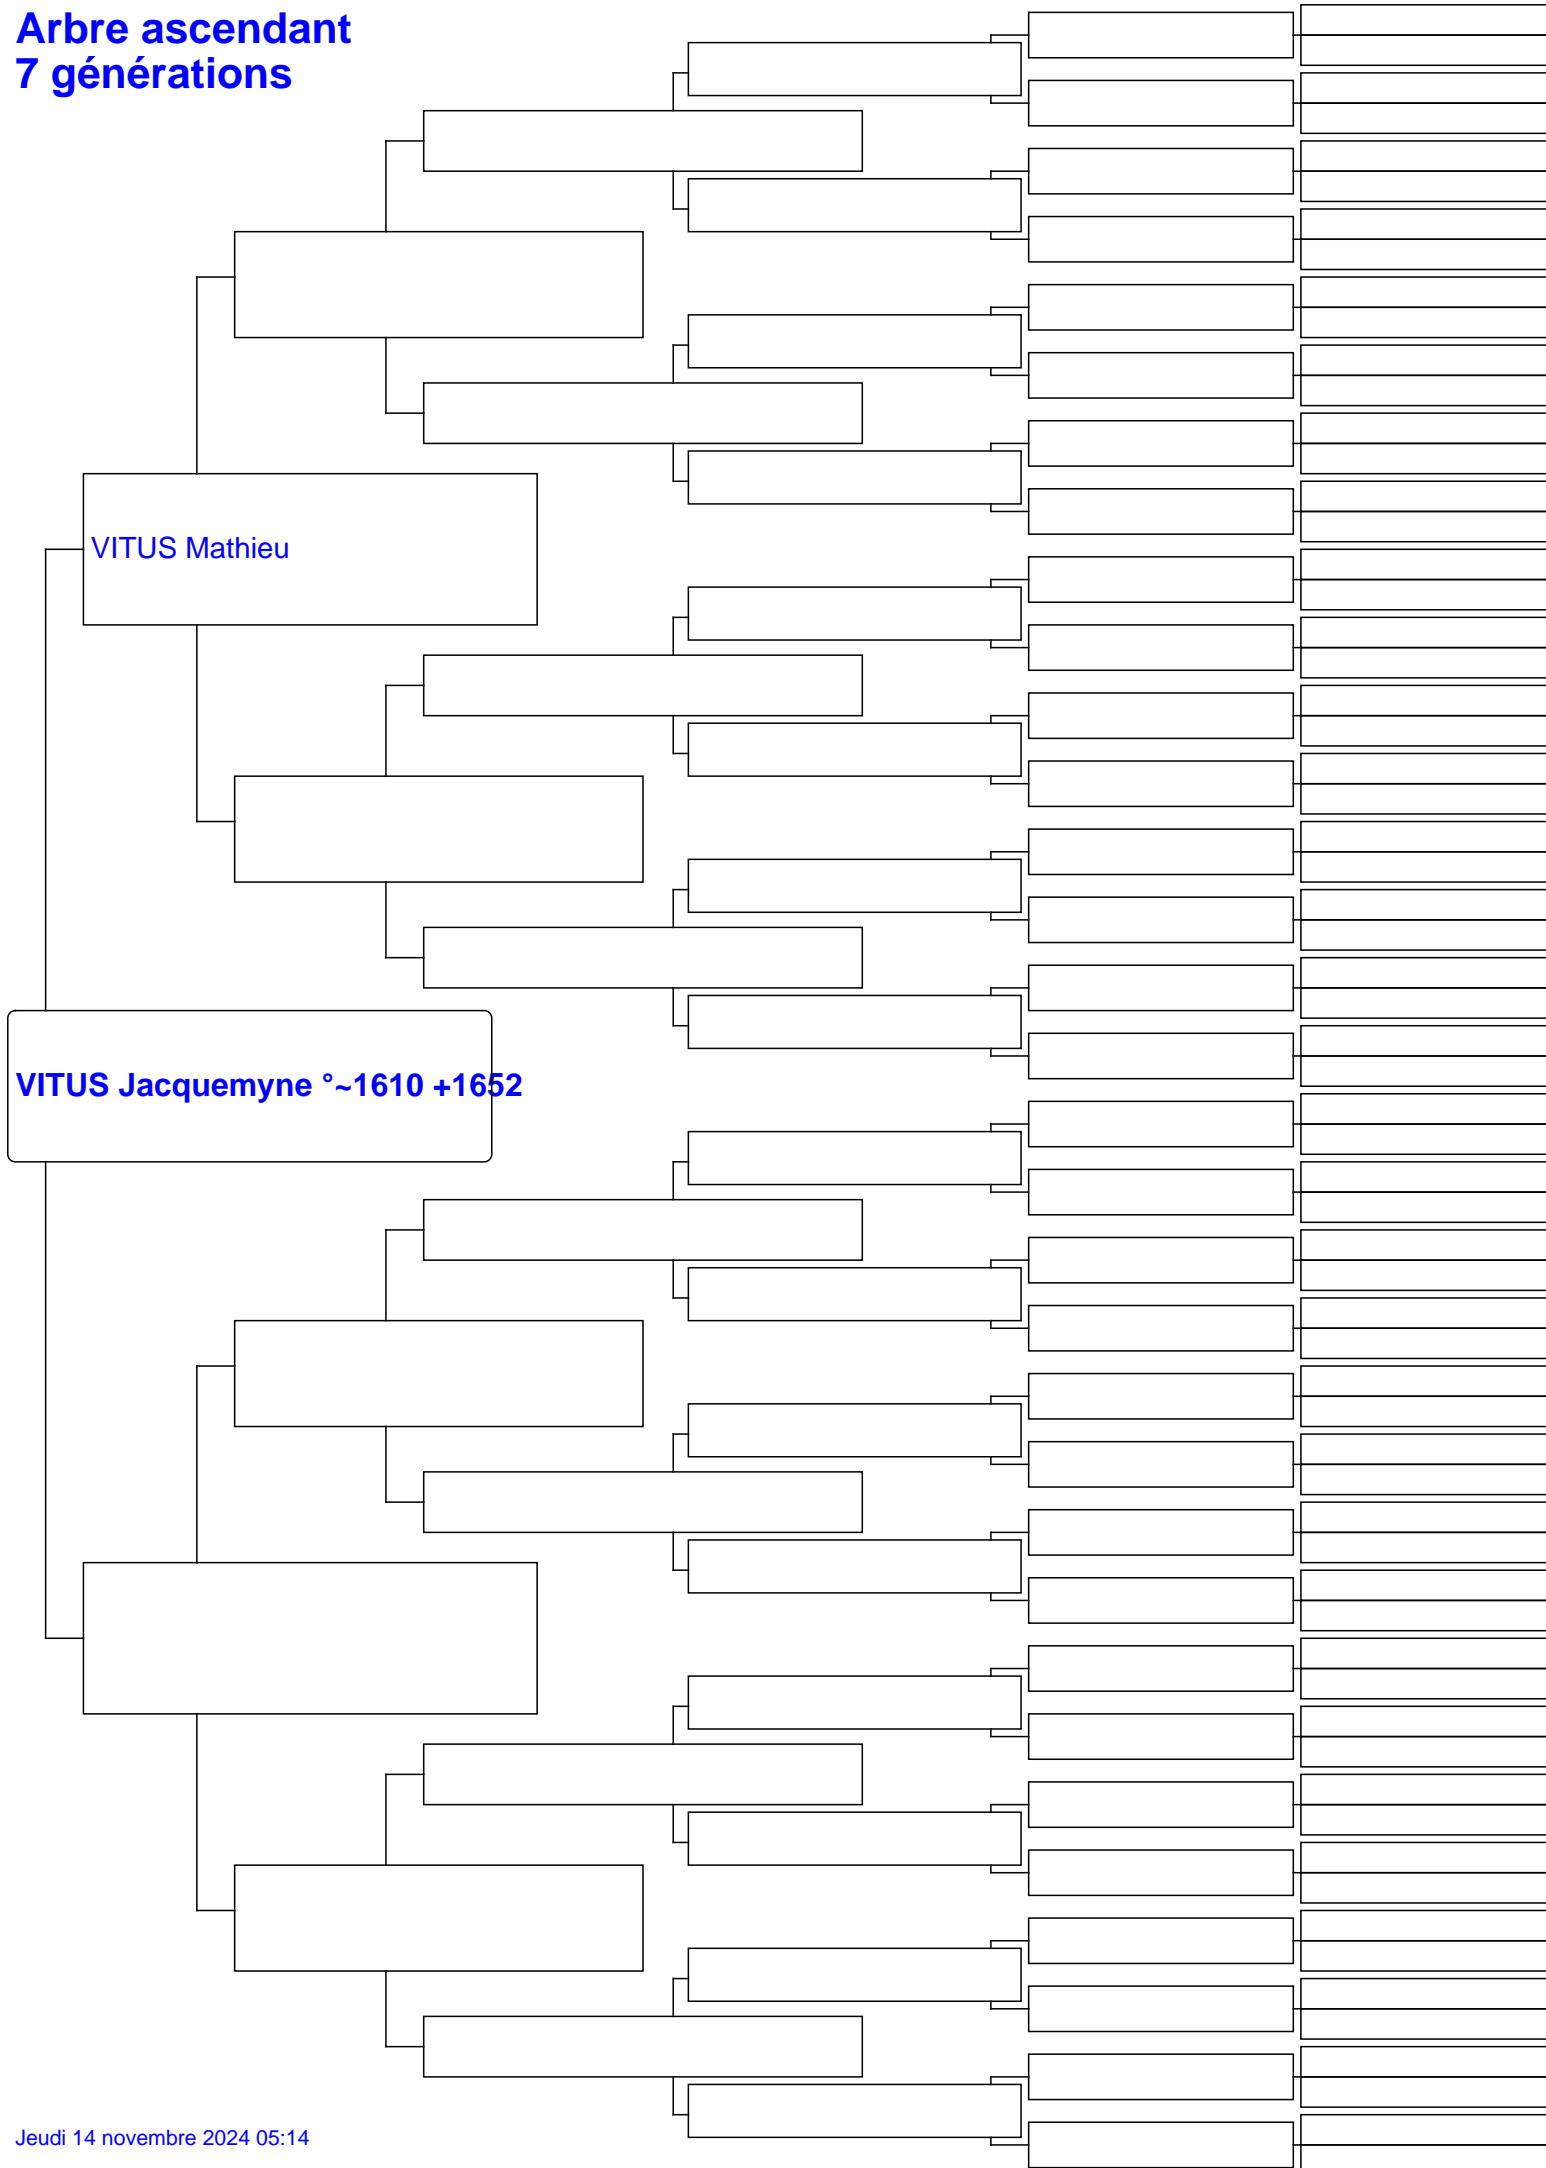 Arbre ascendant
7 générations
VITUS Mathieu
VITUS Jacquemyne °~1610 +1652
Jeudi 14 novembre 2024 05:14